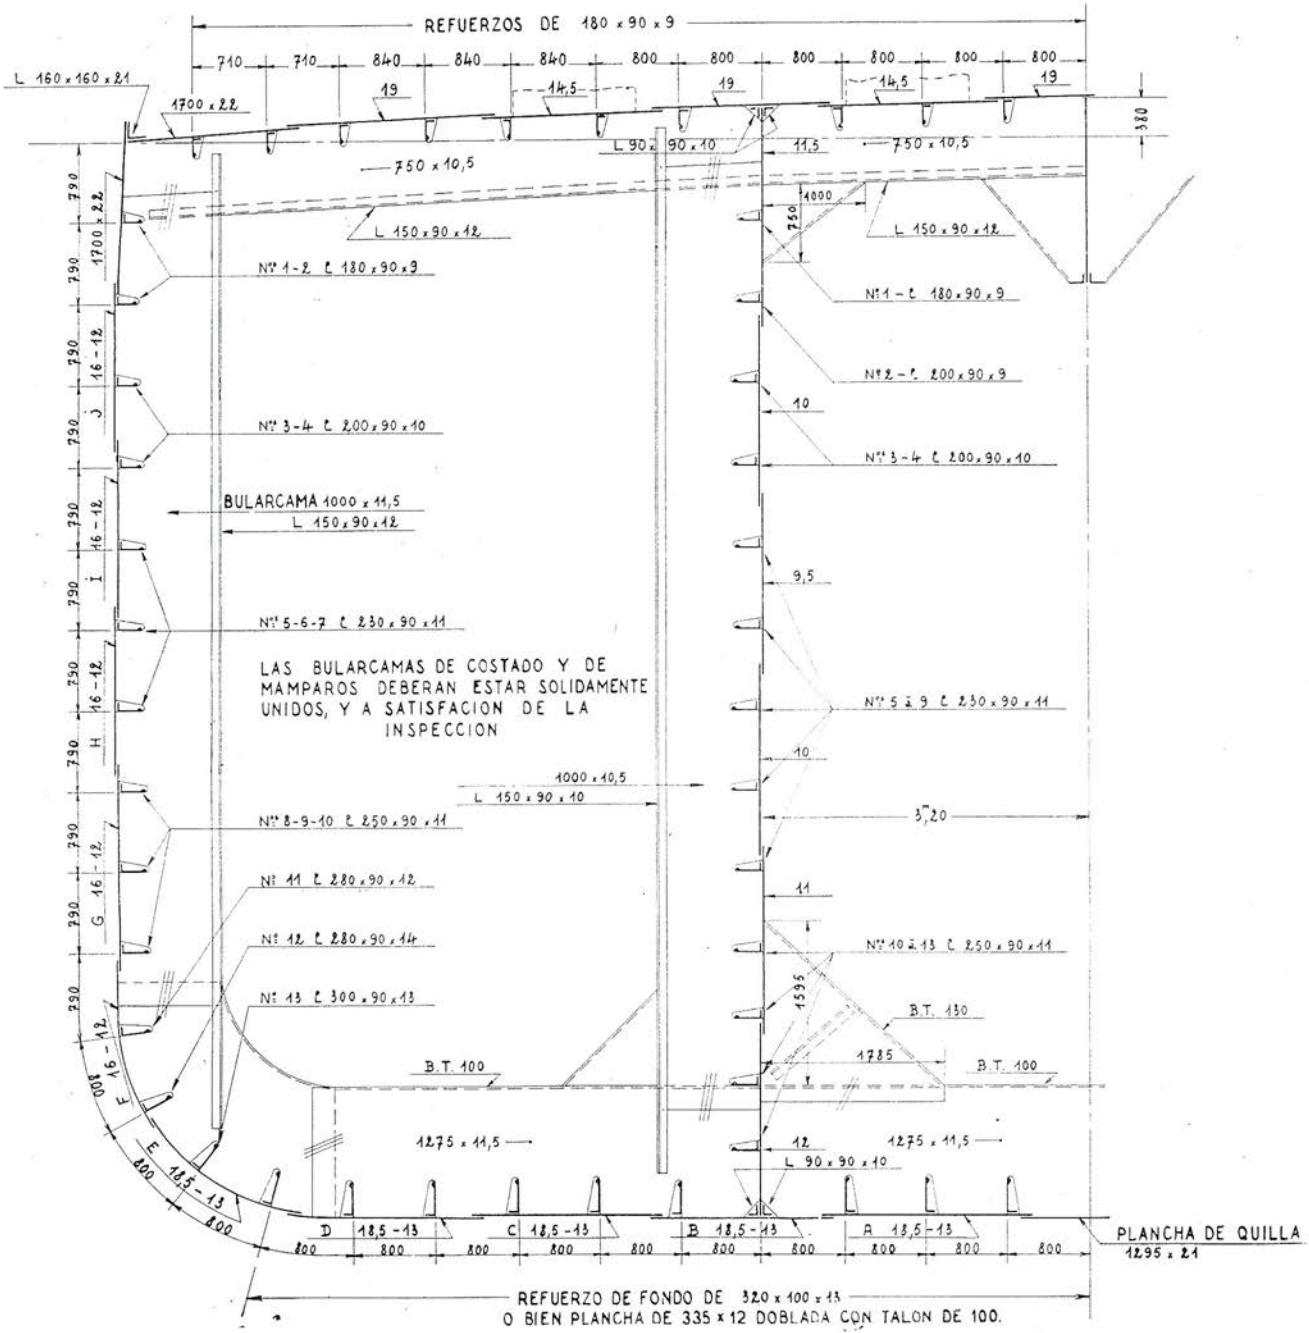 REFUERZOS DE 180 x 90 x 9
710 710 840 840 840 800 800 800 800 800 800
L 160 x 160 x 21
1700 x 22
19
14,5
19
14,5
19
380
L 90 x 90 x 10
11,5
750 x 10,5
750 x 10,5
1000
750
L 150 x 90 x 12
L 150 x 90 x 12
790
1700 x 22
790
Nos 1-2 C 180 x 90 x 9
Nº 1 - C 180 x 90 x 9
790
J 16-12
Nº 2 - C 200 x 90 x 9
10
790
Nos 3-4 C 200 x 90 x 10
Nos 3-4 C 200 x 90 x 10
790
BULARCAMA 1000 x 11,5
L 150 x 90 x 12
I 16-12
790
9,5
Nos 5-6-7 C 230 x 90 x 11
790
H 16-12
LAS BULARCAMAS DE COSTADO Y DE
MAMPAROS DEBERAN ESTAR SOLIDAMENTE
UNIDOS, Y A SATISFACION DE LA
INSPECCION
Nos 5 a 9 C 230 x 90 x 11
790
10
1000 x 10,5
L 150 x 90 x 10
3,20 m
790
Nos 8-9-10 C 250 x 90 x 11
G 16-12
790
Nº 11 C 280 x 90 x 12
11
Nº 12 C 280 x 90 x 14
Nos 10 a 13 C 250 x 90 x 11
790
Nº 13 C 300 x 90 x 13
1595
B.T. 130
F 16-12
800
B.T. 100
1785
B.T. 100
1275 x 11,5
12
1275 x 11,5
L 90 x 90 x 10
E 18,5-13
800
800
D 18,5-13
C 18,5-13
B 18,5-13
A 18,5-13
PLANCHA DE QUILLA
1295 x 21
800 800 800 800 800 800 800 800 800 800
REFUERZO DE FONDO DE 320 x 100 x 13
O BIEN PLANCHA DE 335 x 12 DOBLADA CON TALON DE 100.